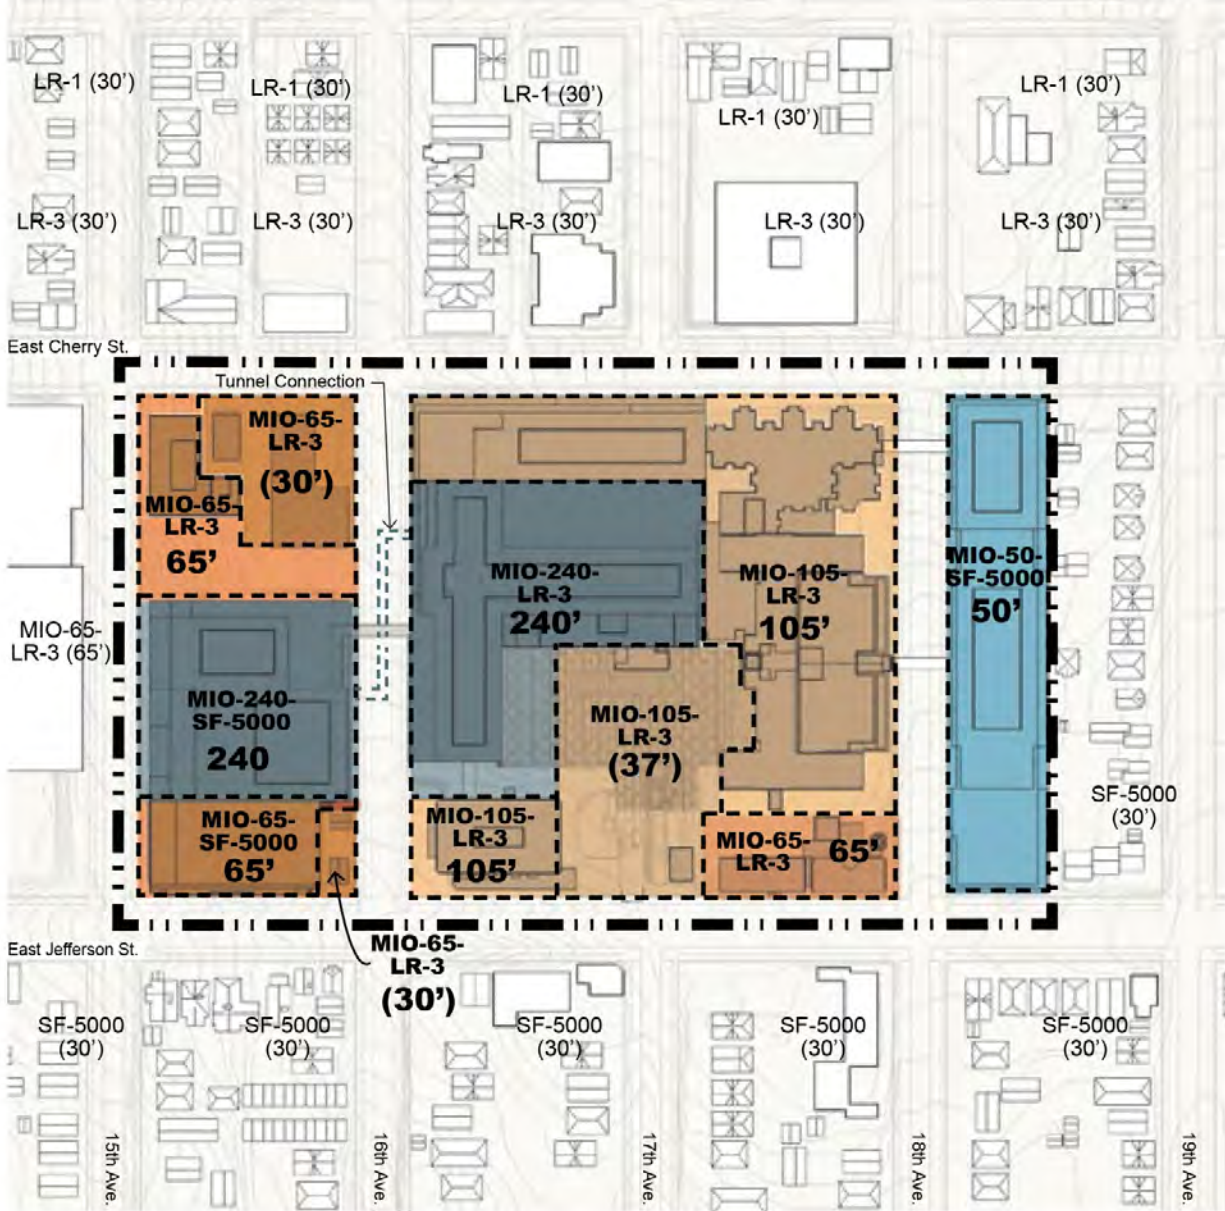 LR-1 (30')
LR-1 (30')
LR-1 (30')
LR-1 (30')
LR-1 (30')
LR-3 (30')
LR-3 (30')
LR-3 (30')
LR-3 (30')
LR-3 (30')
East Cherry St.
Tunnel Connection
MIO-65-
LR-3
(30')
MIO-65-
LR-3
65'
MIO-240-
LR-3
240'
MIO-105-
LR-3
105'
MIO-50-
SF-5000
50'
MIO-65-
LR-3 (65')
MIO-240-
SF-5000
240
MIO-105-
LR-3
(37')
MIO-65-
SF-5000
65'
MIO-105-
LR-3
105'
MIO-65-
LR-3
65'
SF-5000
(30')
East Jefferson St.
MIO-65-
LR-3
(30')
SF-5000
(30')
SF-5000
(30')
SF-5000
(30')
SF-5000
(30')
SF-5000
(30')
15th Ave.
16th Ave.
17th Ave.
18th Ave.
19th Ave.